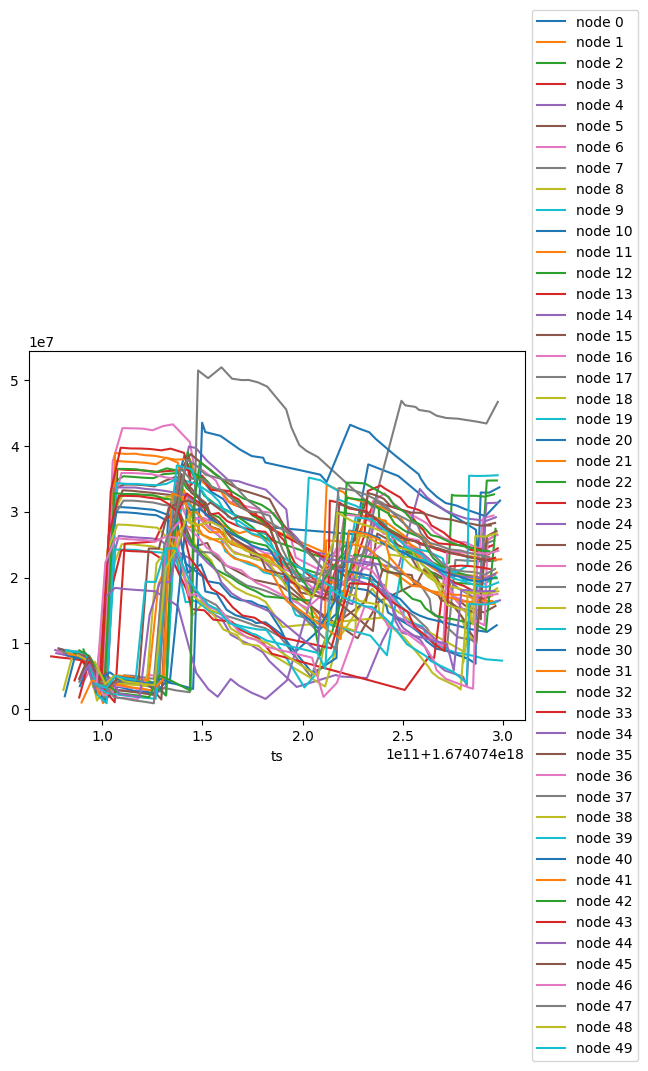 1e7
5
4
3
2
1
0
1.0 1.5 2.0 2.5 3.0
1e11+1.674074e18
ts
node 0
node 1
node 2
node 3
node 4
node 5
node 6
node 7
node 8
node 9
node 10
node 11
node 12
node 13
node 14
node 15
node 16
node 17
node 18
node 19
node 20
node 21
node 22
node 23
node 24
node 25
node 26
node 27
node 28
node 29
node 30
node 31
node 32
node 33
node 34
node 35
node 36
node 37
node 38
node 39
node 40
node 41
node 42
node 43
node 44
node 45
node 46
node 47
node 48
node 49